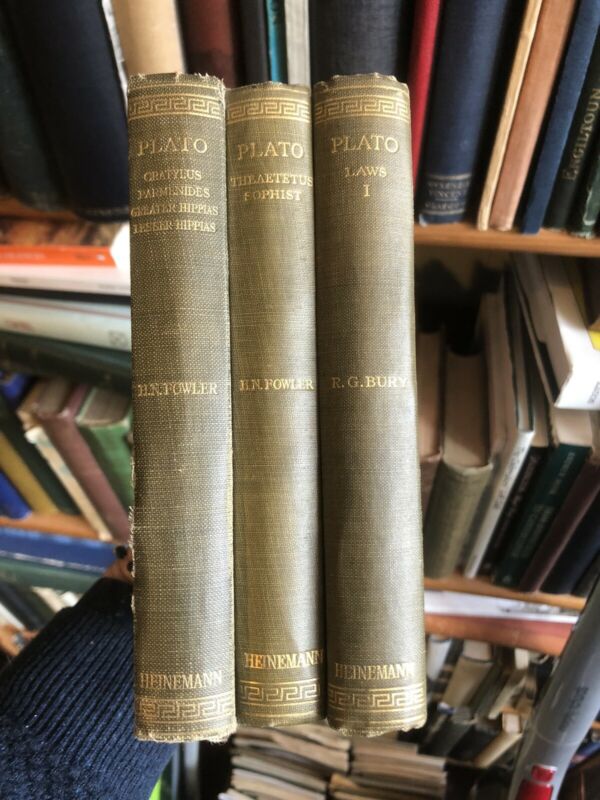 PLATO
CRATYLUS
PARMENIDES
GREATER HIPPIAS
LESSER HIPPIAS
H.N.FOWLER
HEINEMANN
PLATO
THEAETETUS
SOPHIST
H.N.FOWLER
HEINEMANN
PLATO
LAWS
I
R.G.BURY
HEINEMANN